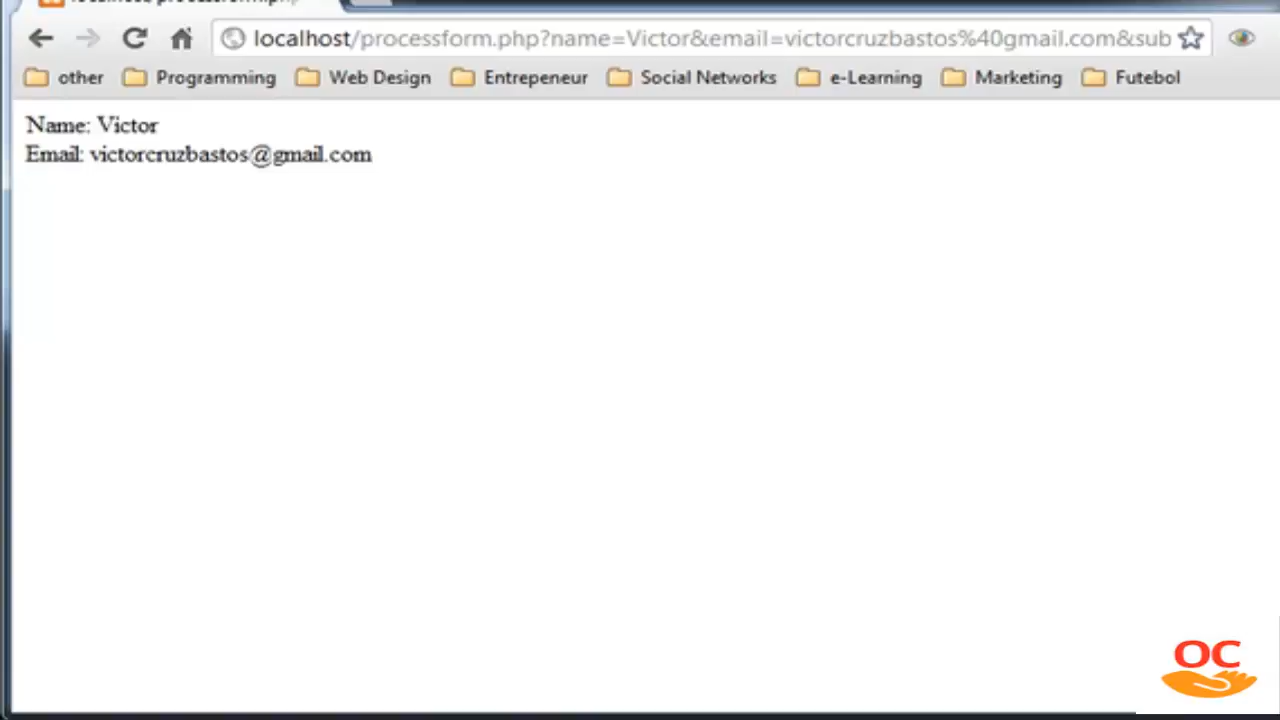 localhost/processform.php?name=Victor&email=victorcruzbastos%40gmail.com&sub
other Programming Web Design Entrepeneur Social Networks e-Learning Marketing Futebol
Name: Victor
Email: victorcruzbastos@gmail.com
OC